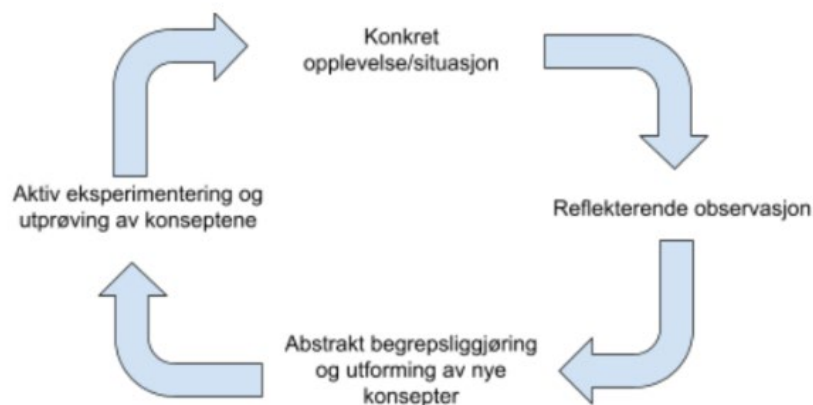 Konkret
opplevelse/situasjon
Reflekterende observasjon
Abstrakt begrepsliggjøring
og utforming av nye
konsepter
Aktiv eksperimentering og
utprøving av konseptene